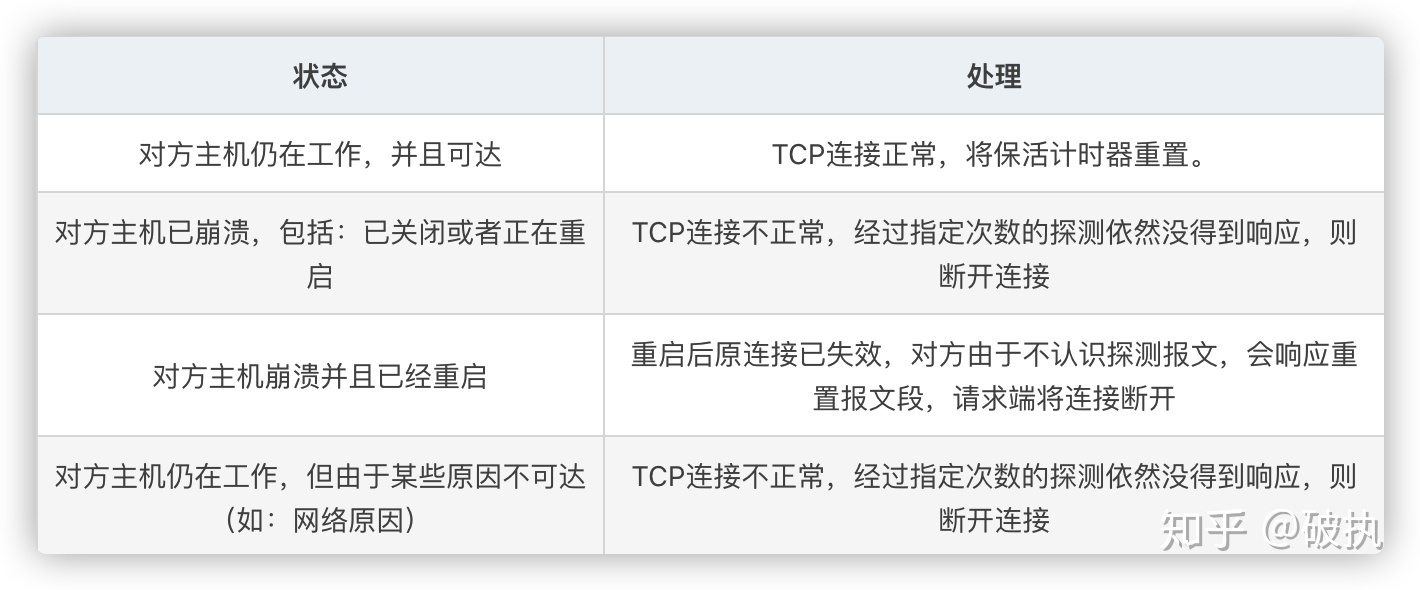 状态
处理
对方主机仍在工作，并且可达
TCP连接正常，将保活计时器重置。
对方主机已崩溃，包括：已关闭或者正在重
启
TCP连接不正常，经过指定次数的探测依然没得到响应，则
断开连接
对方主机崩溃并且已经重启
重启后原连接已失效，对方由于不认识探测报文，会响应重
置报文段，请求端将连接断开
对方主机仍在工作，但由于某些原因不可达
（如：网络原因）
TCP连接不正常，经过指定次数的探测依然没得到响应，则
断开连接
知乎 @破执